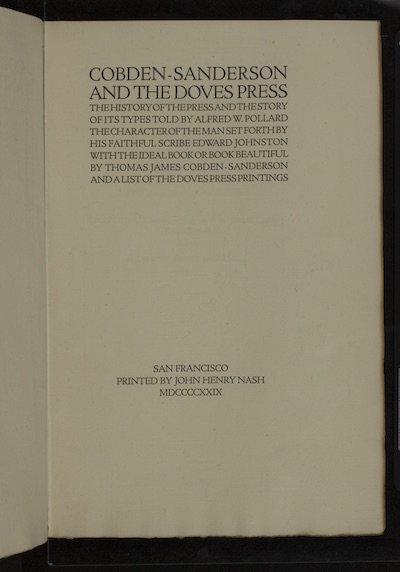 COBDEN-SANDERSON
AND THE DOVES PRESS
THE HISTORY OF THE PRESS AND THE STORY
OF ITS TYPES TOLD BY ALFRED W. POLLARD
THE CHARACTER OF THE MAN SET FORTH BY
HIS FAITHFUL SCRIBE EDWARD JOHNSTON
WITH THE IDEAL BOOK OR BOOK BEAUTIFUL
BY THOMAS JAMES COBDEN-SANDERSON
AND A LIST OF THE DOVES PRESS PRINTINGS
SAN FRANCISCO
PRINTED BY JOHN HENRY NASH
MDCCCCXXIX